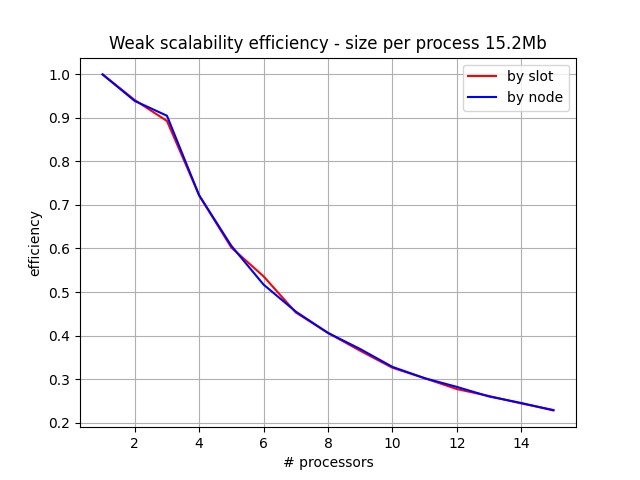 Weak scalability efficiency - size per process 15.2Mb
by slot
by node
efficiency
1.0
0.9
0.8
0.7
0.6
0.5
0.4
0.3
0.2
2 4 6 8 10 12 14
# processors